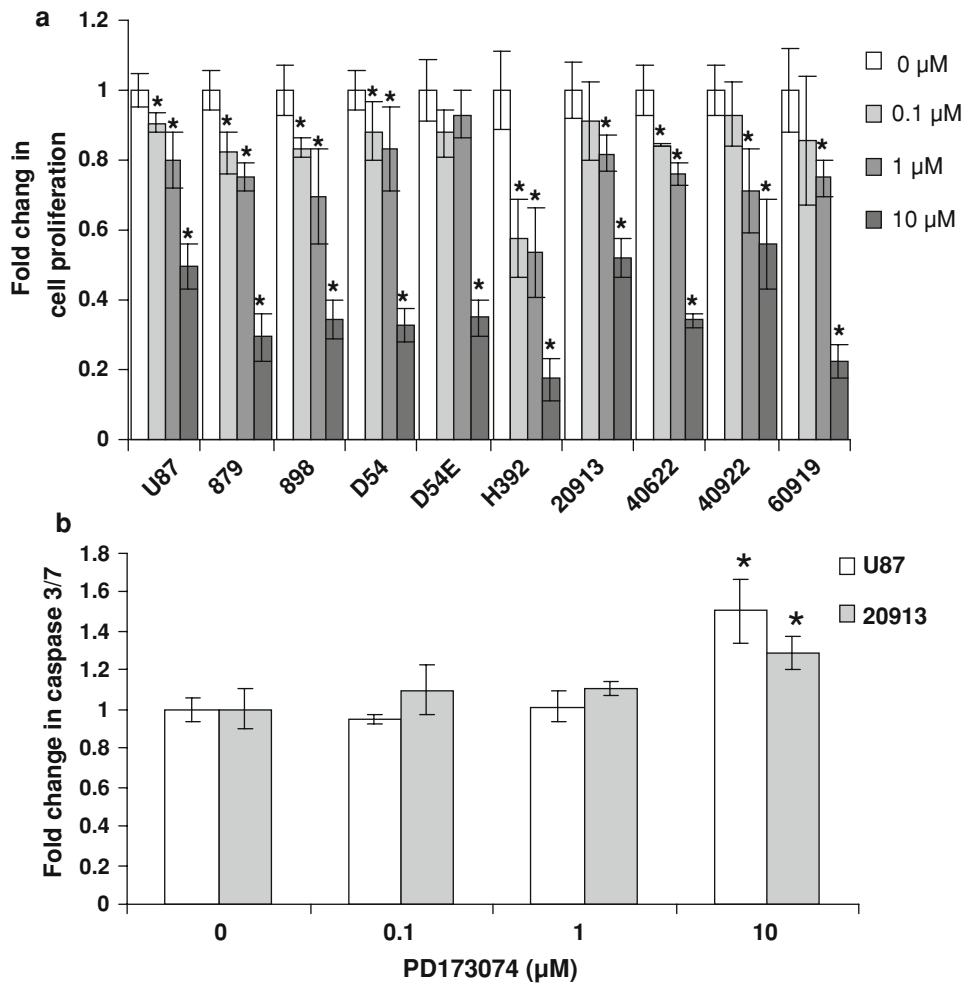 a
Fold chang in
cell proliferation
1.2
1
0.8
0.6
0.4
0.2
0
* * * * * * * * * * * * * * * * * * * * * * * * *
0 µM
0.1 µM
1 µM
10 µM
U87 879 898 D54 D54E H392 20913 40622 40922 60919
b
Fold change in caspase 3/7
1.8
1.6
1.4
1.2
1
0.8
0.6
0.4
0.2
0
* *
U87
20913
0 0.1 1 10
PD173074 (µM)